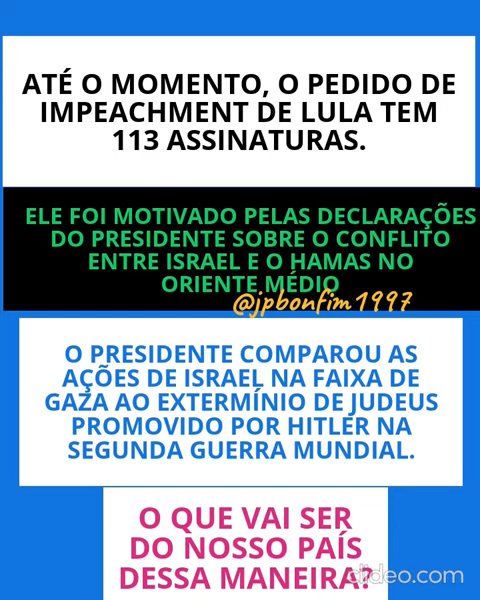 ATÉ O MOMENTO, O PEDIDO DE
IMPEACHMENT DE LULA TEM
113 ASSINATURAS.
ELE FOI MOTIVADO PELAS DECLARAÇÕES
DO PRESIDENTE SOBRE O CONFLITO
ENTRE ISRAEL E O HAMAS NO
ORIENTE MÉDIO
@jpbonfim1997
O PRESIDENTE COMPAROU AS
AÇÕES DE ISRAEL NA FAIXA DE
GAZA AO EXTERMÍNIO DE JUDEUS
PROMOVIDO POR HITLER NA
SEGUNDA GUERRA MUNDIAL.
O QUE VAI SER
DO NOSSO PAÍS
DESSA MANEIRA?
clideo.com